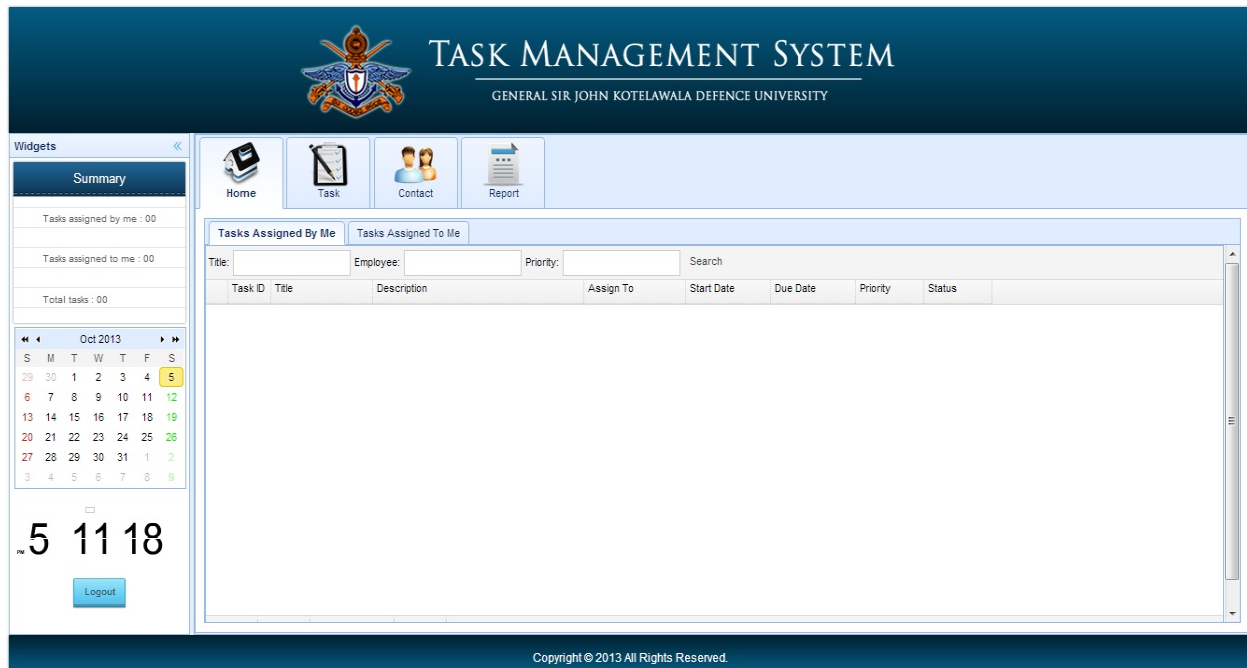 TASK MANAGEMENT SYSTEM
GENERAL SIR JOHN KOTELAWALA DEFENCE UNIVERSITY
Widgets
Summary
Tasks assigned by me : 00
Tasks assigned to me : 00
Total tasks : 00
Oct 2013
S M T W T F S
29 30 1 2 3 4 5
6 7 8 9 10 11 12
13 14 15 16 17 18 19
20 21 22 23 24 25 26
27 28 29 30 31 1 2
3 4 5 6 7 8 9
PM 5 11 18
Logout
Home Task Contact Report
Tasks Assigned By Me Tasks Assigned To Me
Title: Employee: Priority: Search
Task ID Title Description Assign To Start Date Due Date Priority Status
Copyright © 2013 All Rights Reserved.